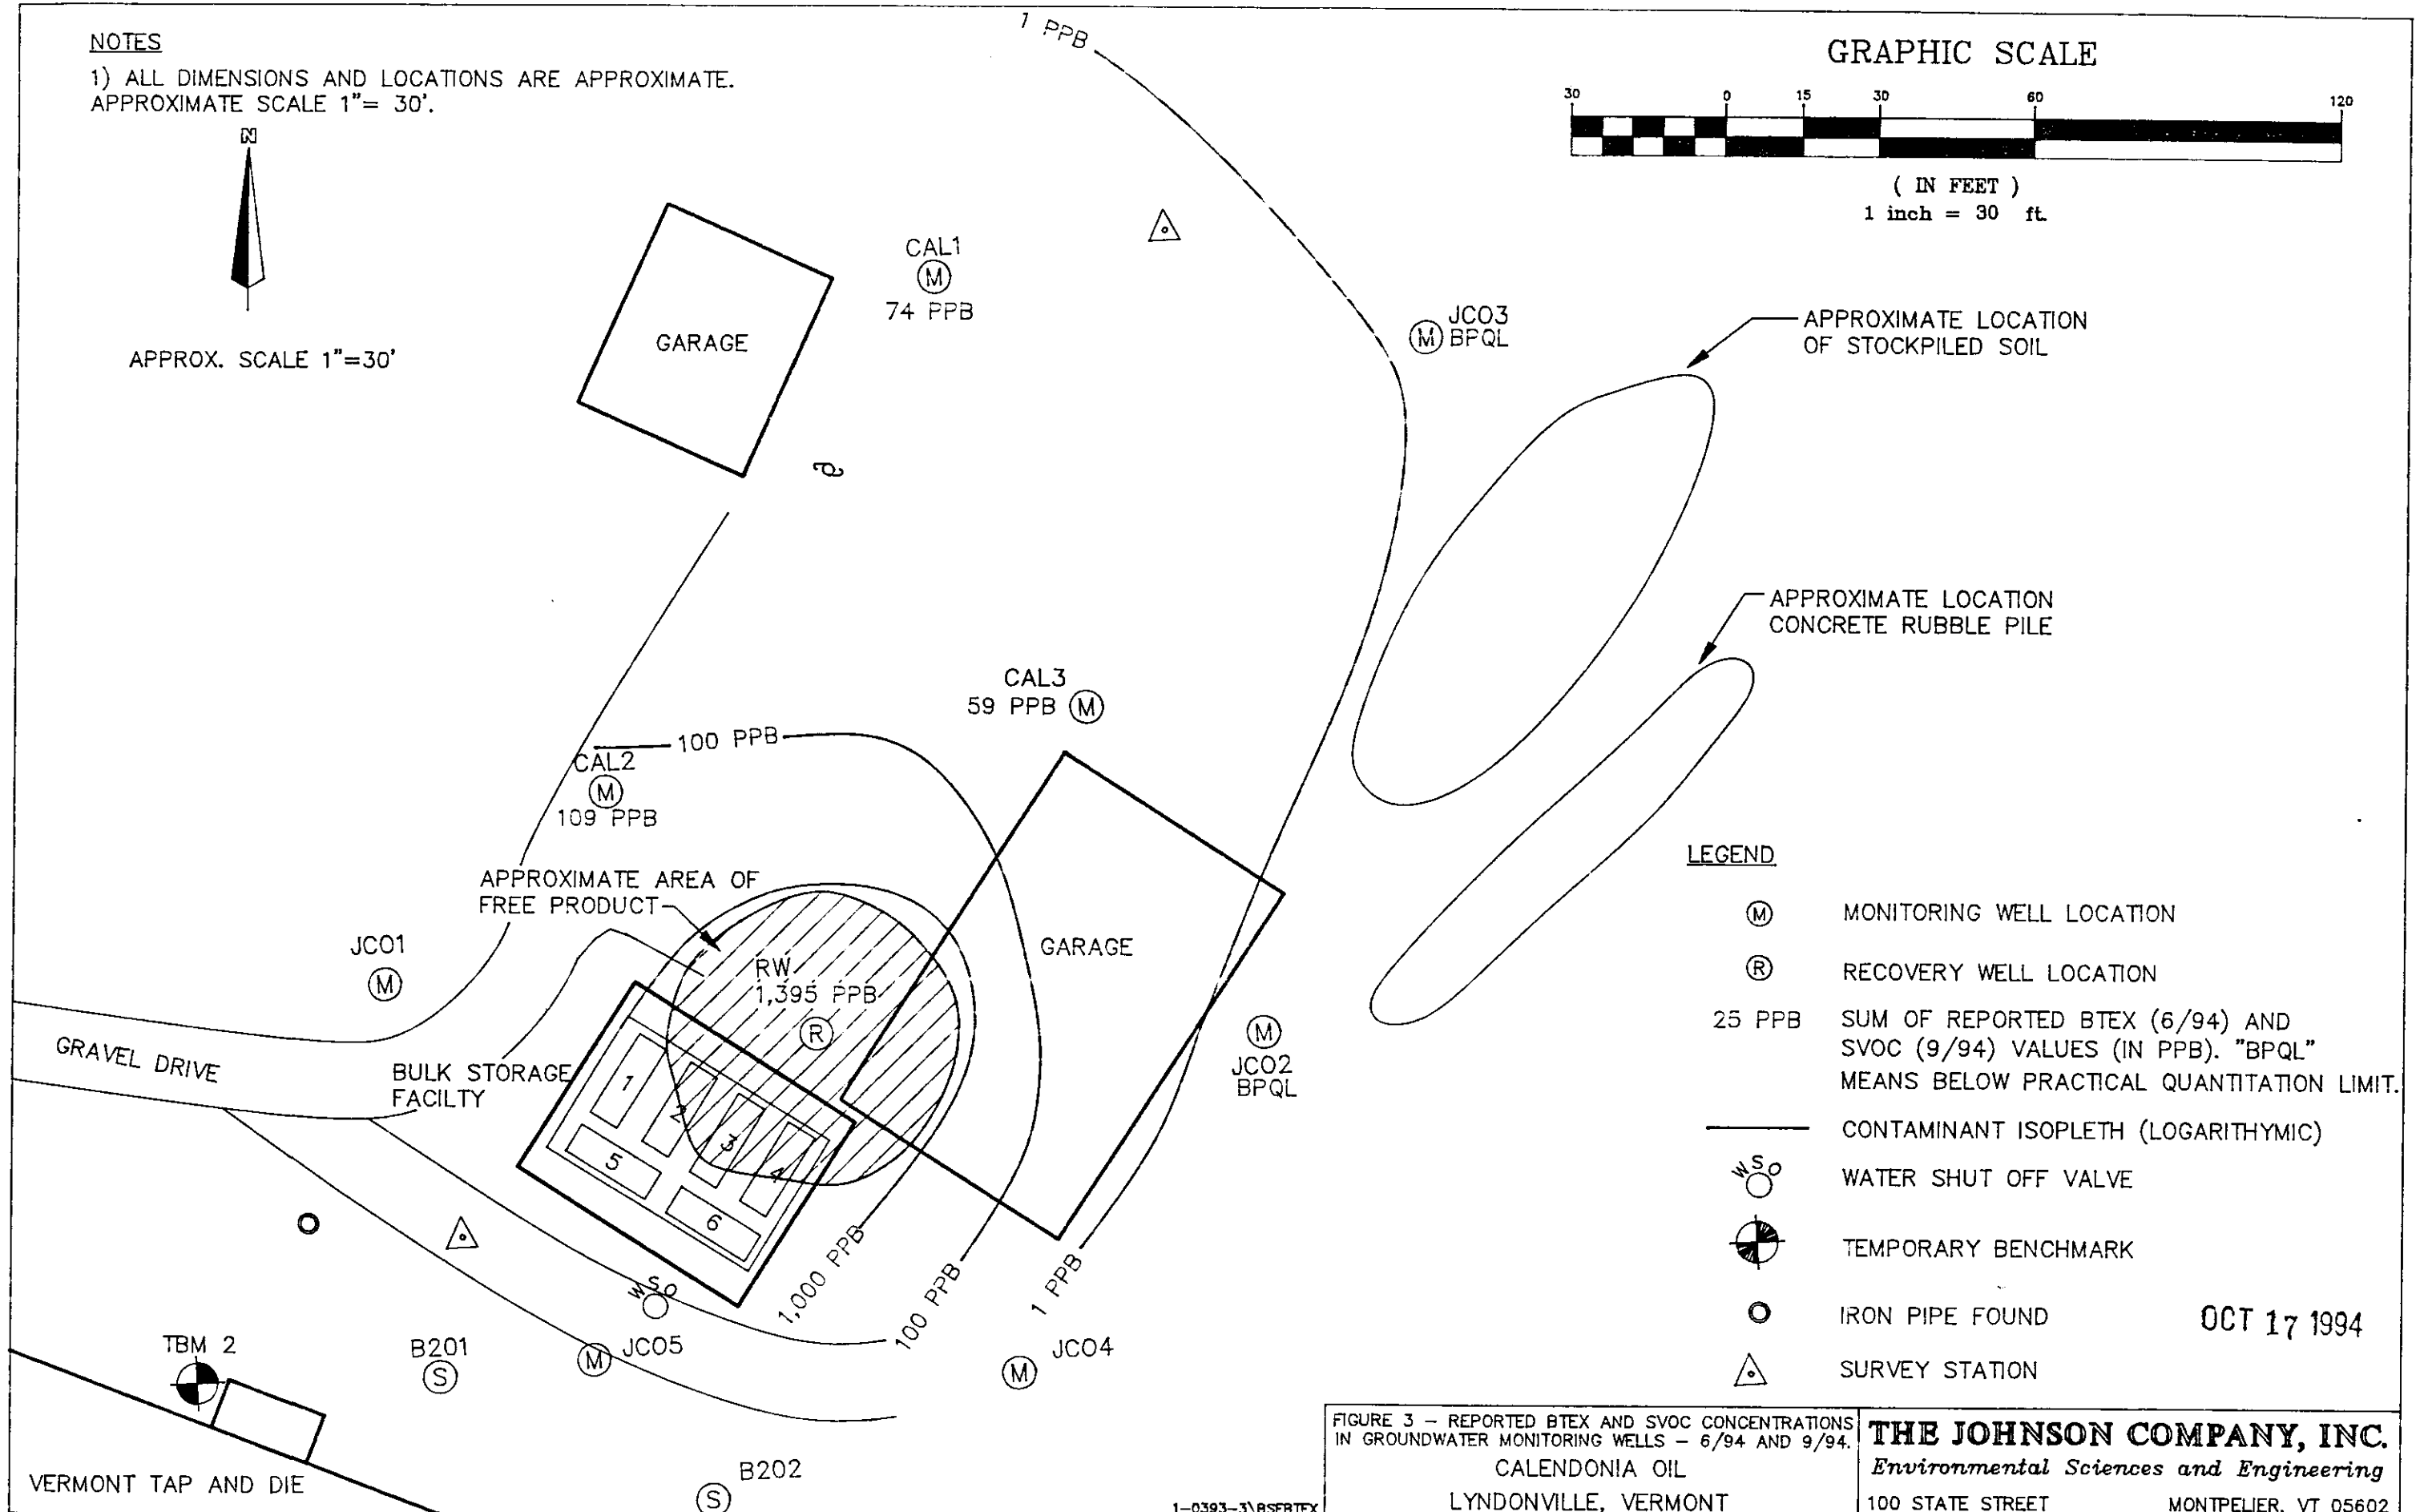 NOTES
1) ALL DIMENSIONS AND LOCATIONS ARE APPROXIMATE.
APPROXIMATE SCALE 1"= 30'.
N
APPROX. SCALE 1"=30'
1 PPB
GRAPHIC SCALE
30 0 15 30 60 120
( IN FEET )
1 inch = 30 ft.
CAL1
M
74 PPB
GARAGE
JCO3
M BPQL
APPROXIMATE LOCATION
OF STOCKPILED SOIL
APPROXIMATE LOCATION
CONCRETE RUBBLE PILE
CAL3
59 PPB M
100 PPB
CAL2
M
109 PPB
APPROXIMATE AREA OF
FREE PRODUCT
JCO1
M
RW
1,395 PPB
R
GARAGE
M
JCO2
BPQL
GRAVEL DRIVE
BULK STORAGE
FACILTY
1
2
3
4
5
6
1,000 PPB
100 PPB
1 PPB
WSO
TBM 2
B201
S
M JCO5
JCO4
M
B202
S
VERMONT TAP AND DIE
LEGEND
M MONITORING WELL LOCATION
R RECOVERY WELL LOCATION
25 PPB SUM OF REPORTED BTEX (6/94) AND
SVOC (9/94) VALUES (IN PPB). "BPQL"
MEANS BELOW PRACTICAL QUANTITATION LIMIT.
CONTAMINANT ISOPLETH (LOGARITHYMIC)
WSO WATER SHUT OFF VALVE
TEMPORARY BENCHMARK
IRON PIPE FOUND
OCT 17 1994
SURVEY STATION
FIGURE 3 – REPORTED BTEX AND SVOC CONCENTRATIONS
IN GROUNDWATER MONITORING WELLS – 6/94 AND 9/94.
CALENDONIA OIL
LYNDONVILLE, VERMONT
THE JOHNSON COMPANY, INC.
Environmental Sciences and Engineering
100 STATE STREET MONTPELIER, VT 05602